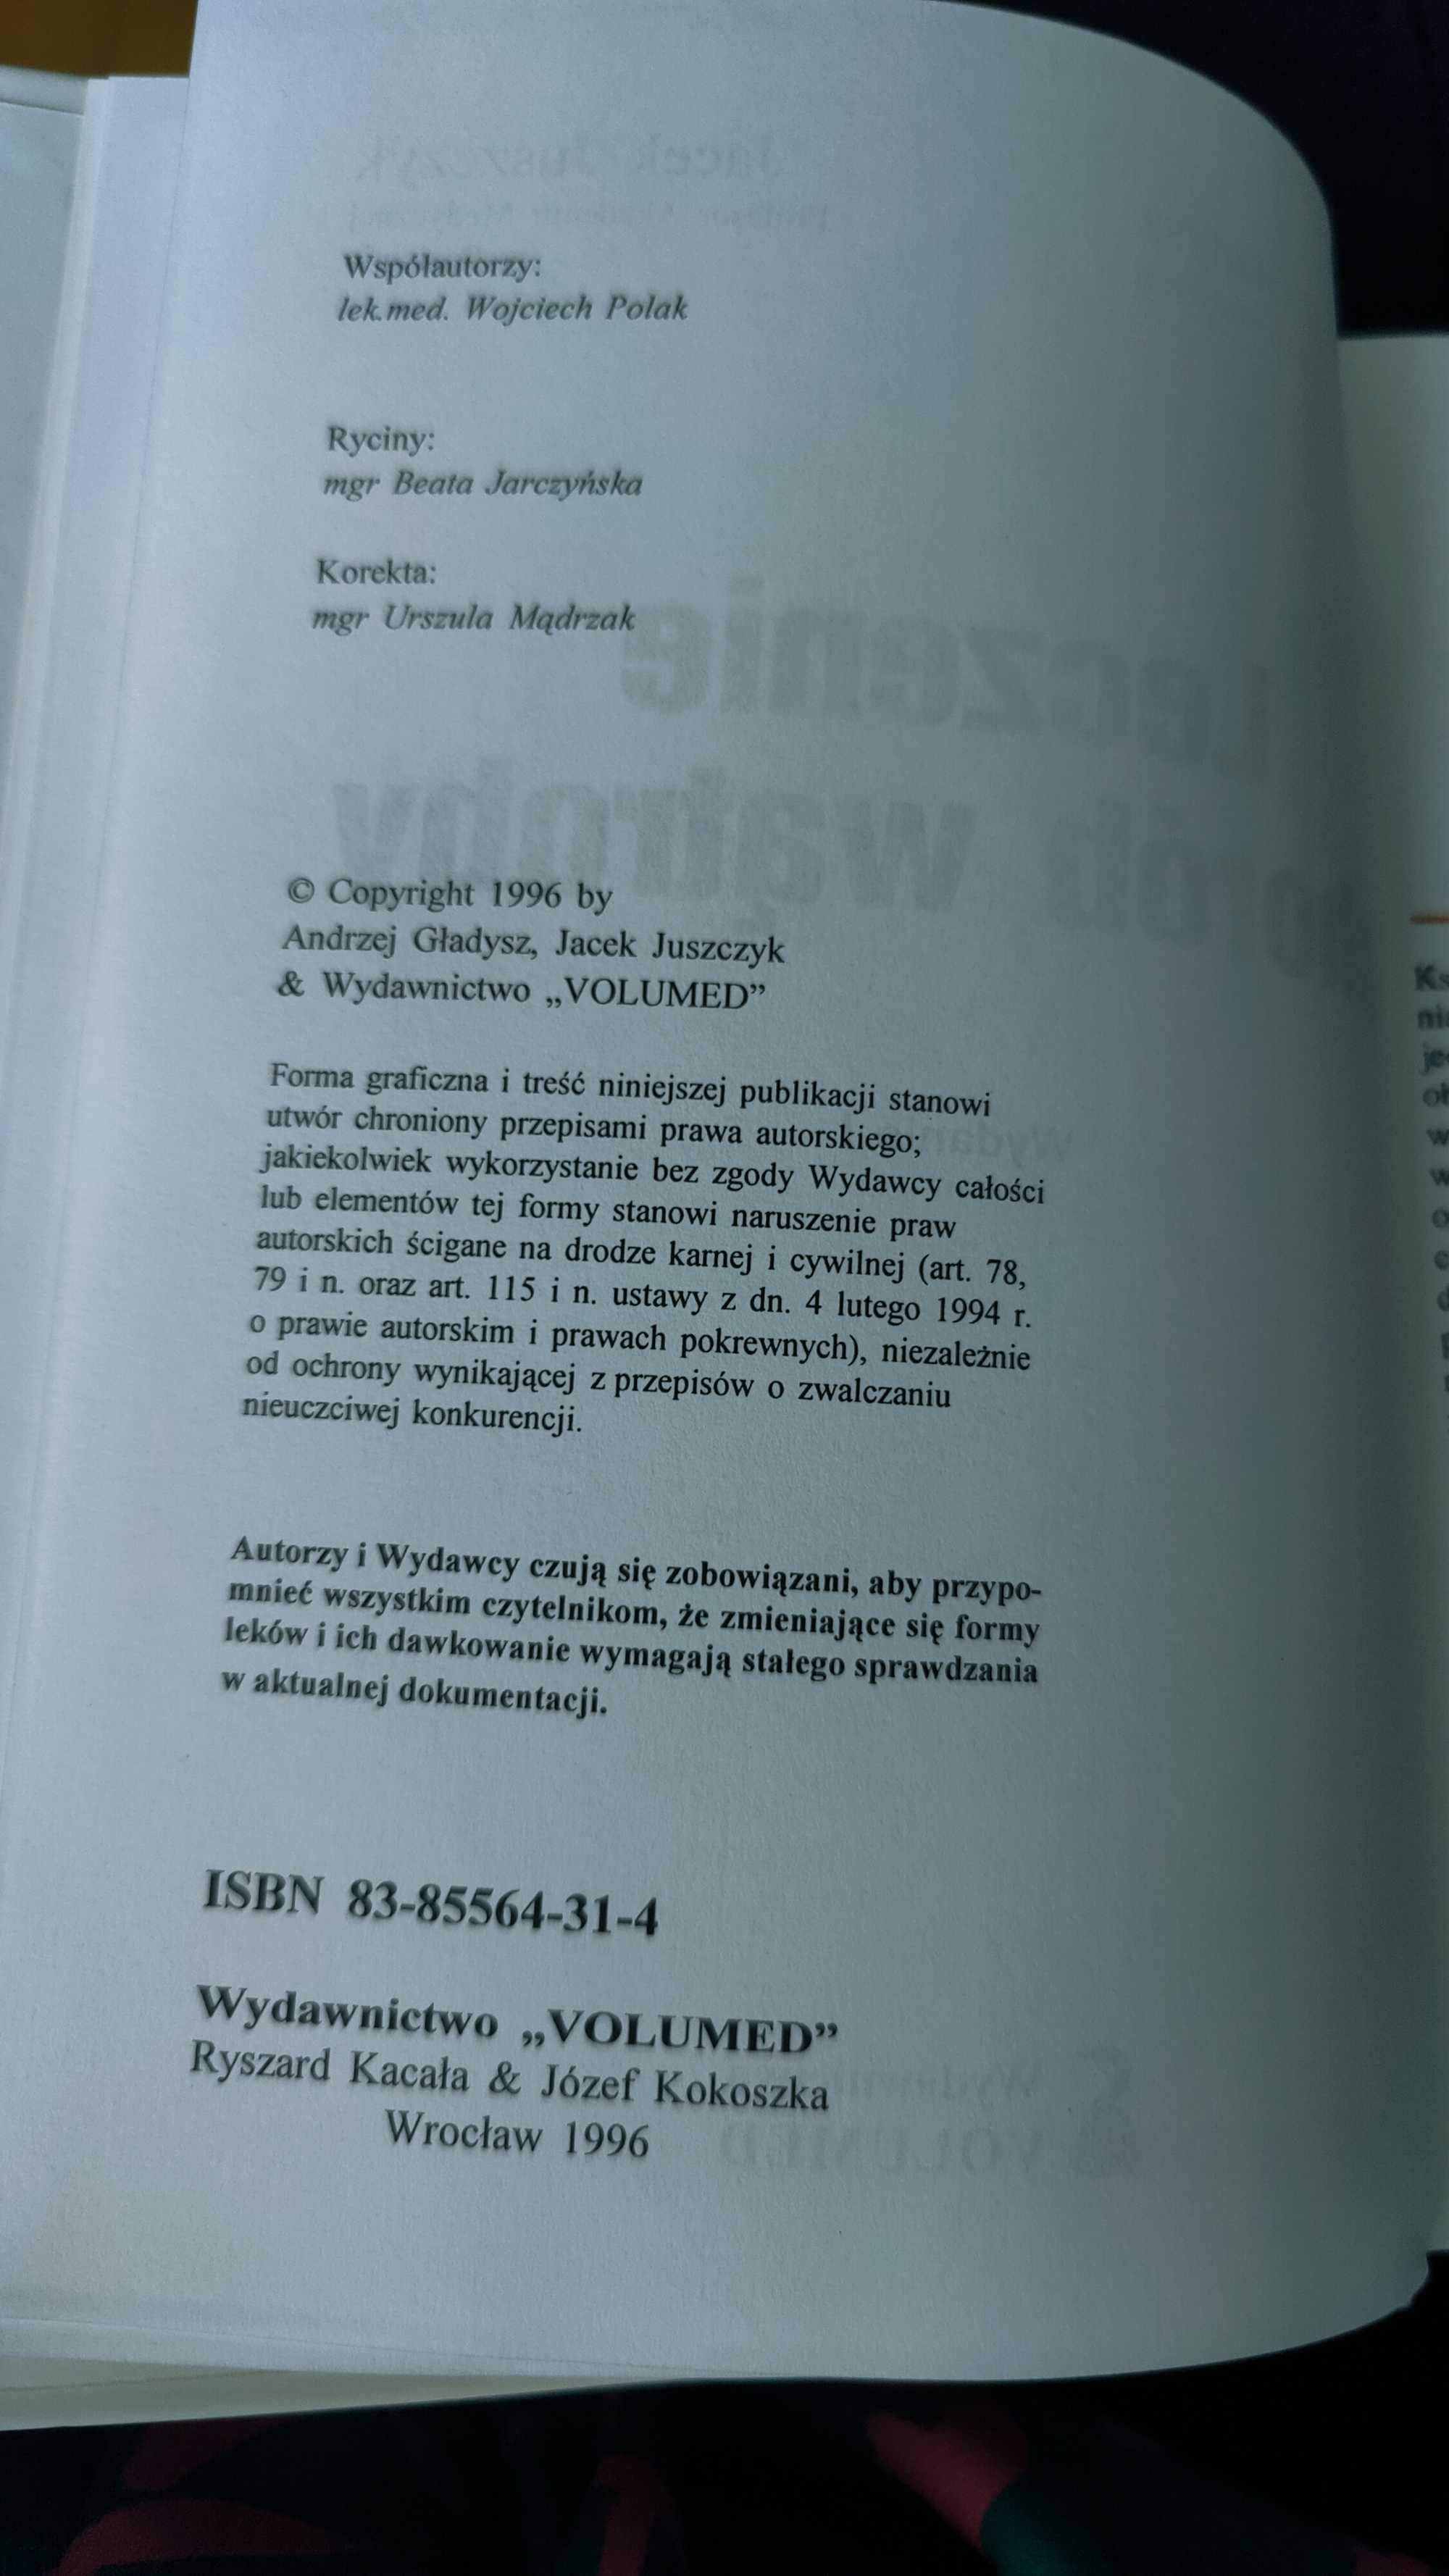 Współautorzy:
lek.med. Wojciech Polak
Ryciny:
mgr Beata Jarczyńska
Korekta:
mgr Urszula Mądrzak
© Copyright 1996 by
Andrzej Gładysz, Jacek Juszczyk
& Wydawnictwo „VOLUMED”
Forma graficzna i treść niniejszej publikacji stanowi
utwór chroniony przepisami prawa autorskiego;
jakiekolwiek wykorzystanie bez zgody Wydawcy całości
lub elementów tej formy stanowi naruszenie praw
autorskich ścigane na drodze karnej i cywilnej (art. 78,
79 i n. oraz art. 115 i n. ustawy z dn. 4 lutego 1994 r.
o prawie autorskim i prawach pokrewnych), niezależnie
od ochrony wynikającej z przepisów o zwalczaniu
nieuczciwej konkurencji.
Autorzy i Wydawcy czują się zobowiązani, aby przypo-
mnieć wszystkim czytelnikom, że zmieniające się formy
leków i ich dawkowanie wymagają stałego sprawdzania
w aktualnej dokumentacji.
ISBN 83-85564-31-4
Wydawnictwo „VOLUMED”
Ryszard Kacała & Józef Kokoszka
Wrocław 1996